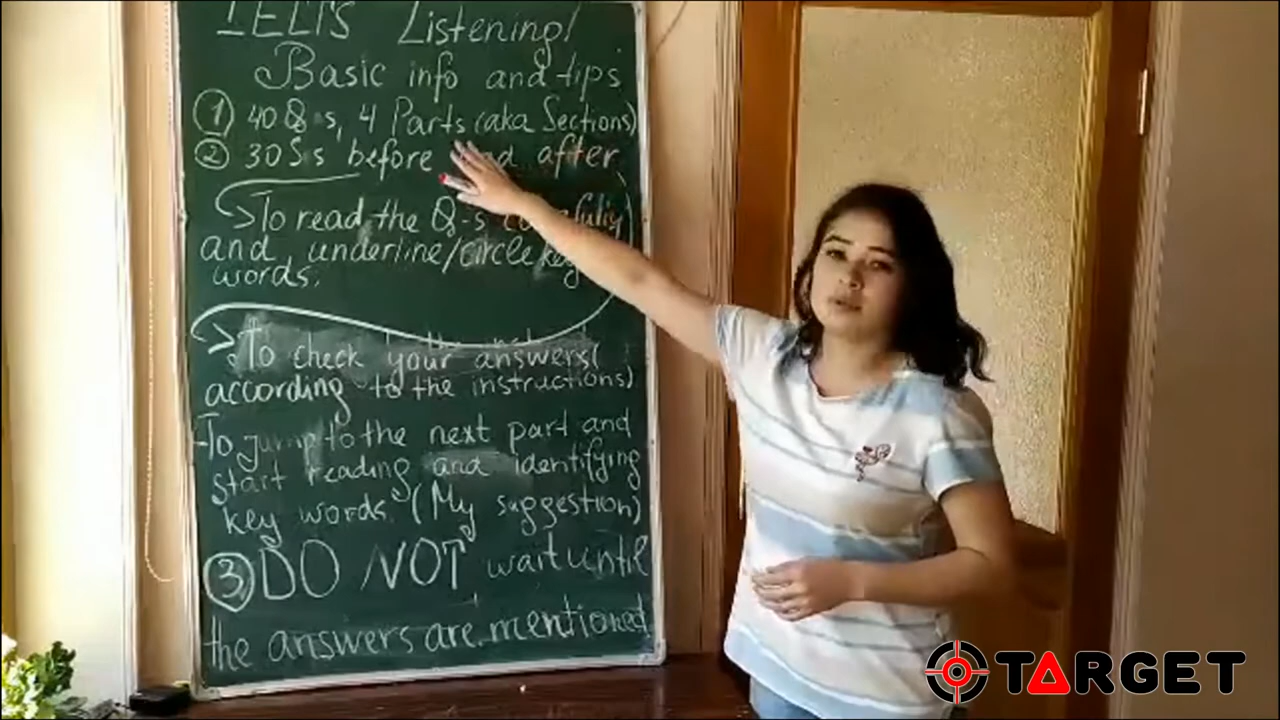 IELTS Listening/
Basic info and tips
① 40 Q-s, 4 Parts (aka Sections)
② 30 S-s before and after
To read the Q-s carefully
and underline/circle key
words.
To check your answers(
according to the instructions)
To jump to the next part and
start reading and identifying
key words. (My suggestion)
③ DO NOT wait until
the answers are mentioned
TARGET